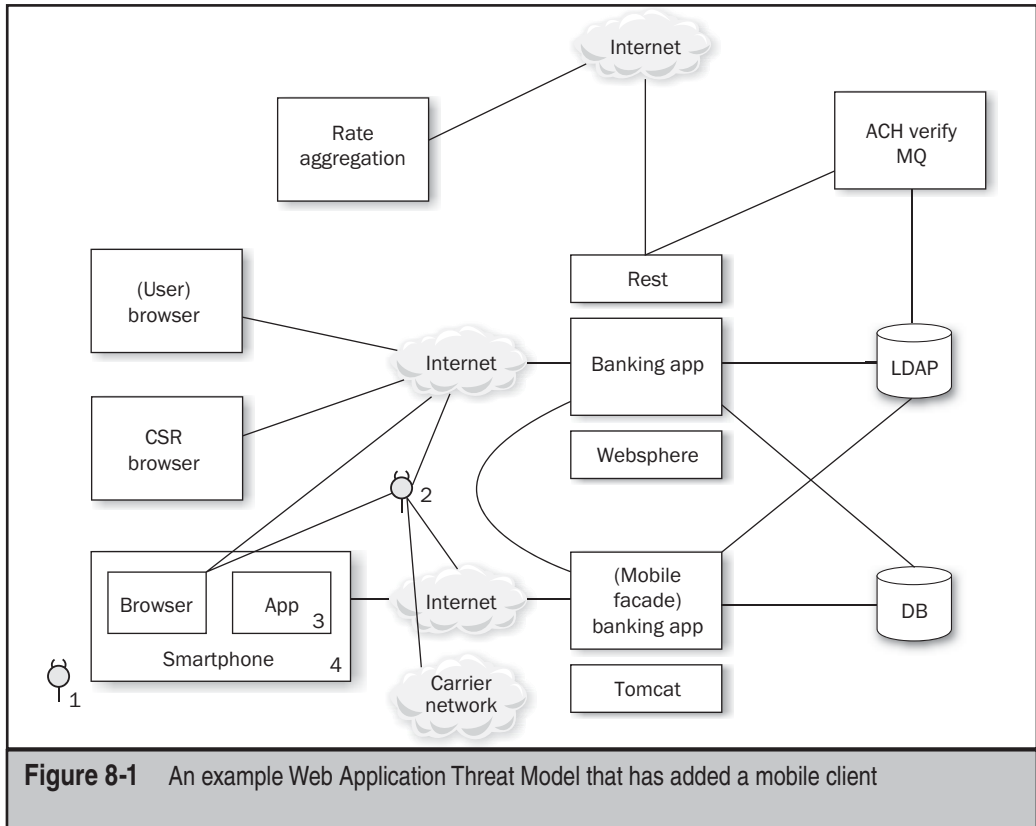 Internet
Rate
aggregation
ACH verify
MQ
(User)
browser
Rest
Internet
Banking app
LDAP
CSR
browser
Websphere
2
Browser
App
3
Smartphone
4
Internet
(Mobile
facade)
banking app
DB
1
Carrier
network
Tomcat
Figure 8-1 An example Web Application Threat Model that has added a mobile client